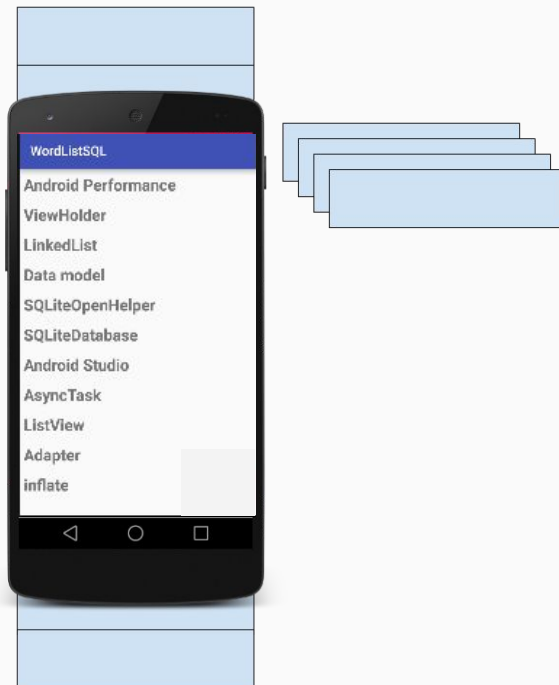 WordListSQL
Android Performance
ViewHolder
LinkedList
Data model
SQLiteOpenHelper
SQLiteDatabase
Android Studio
AsyncTask
ListView
Adapter
inflate